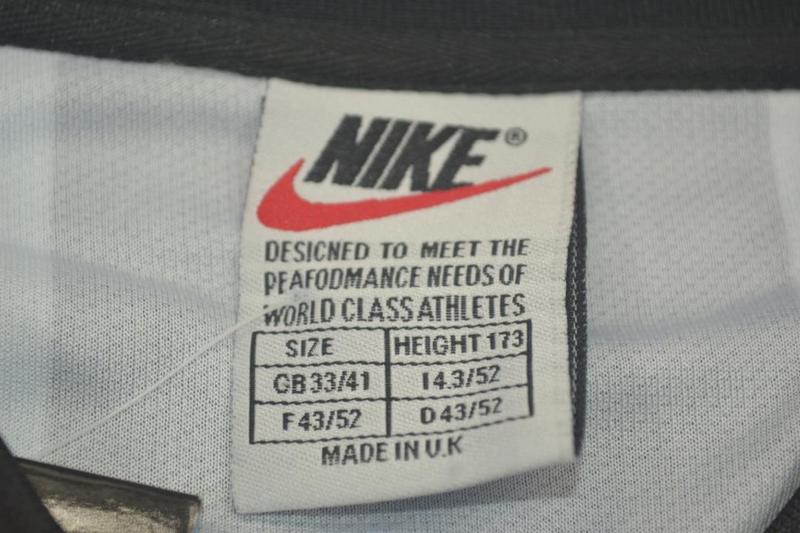 NIKE®
DESICNED TO MEET THE
PEAFODMANCE NEEDS OF
WORLD CLASS ATHLETES
SIZE HEIGHT 173
GB 33/41 I 4.3/52
F 43/52 D 43/52
MADE IN U.K